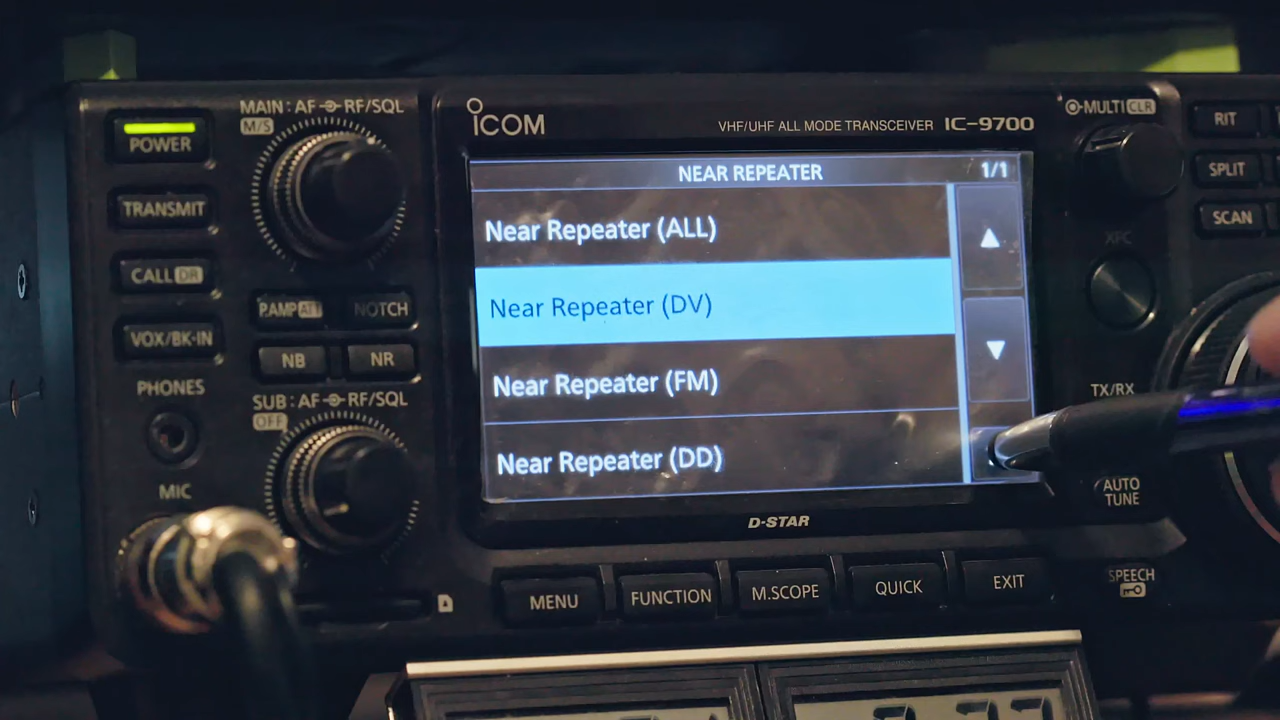 POWER
TRANSMIT
CALL DR
VOX/BK-IN
PHONES
MIC
MAIN : AF RF/SQL
M/S
P.AMP ATT
NOTCH
NB
NR
SUB : AF RF/SQL
OFF
ICOM
VHF/UHF ALL MODE TRANSCEIVER IC-9700
NEAR REPEATER 1/1
Near Repeater (ALL)
Near Repeater (DV)
Near Repeater (FM)
Near Repeater (DD)
D-STAR
MENU
FUNCTION
M.SCOPE
QUICK
EXIT
MULTI CLR
RIT
SPLIT
SCAN
XFC
TX/RX
AUTO
TUNE
SPEECH